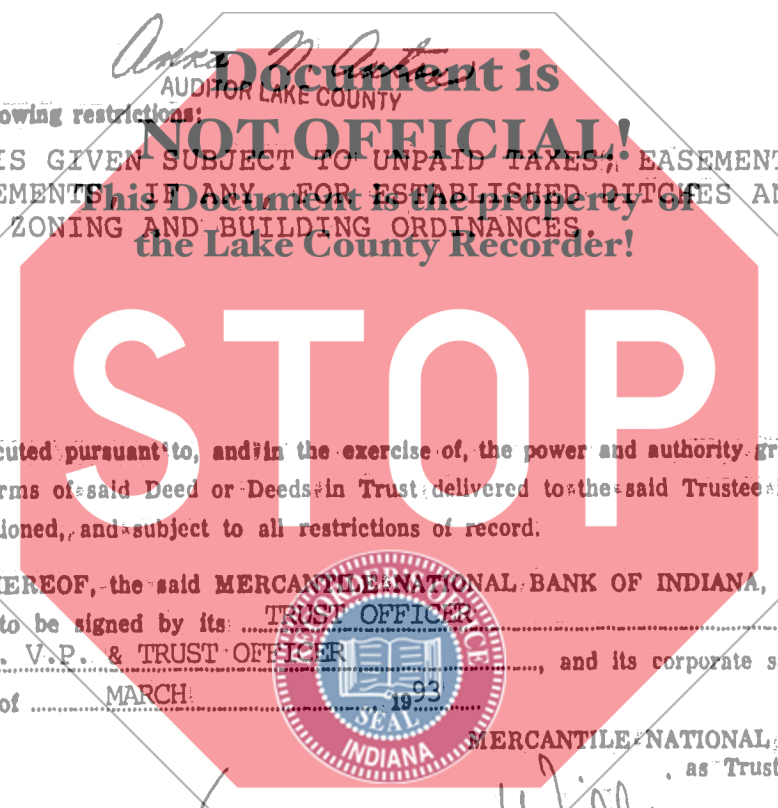 Anna N. Anton
Document is
AUDITOR LAKE COUNTY
owing restrictions:
NOT OFFICIAL!
IS GIVEN SUBJECT TO UNPAID TAXES; EASEMENT
EMENTS, IF ANY, FOR ESTABLISHED DITCHES A
This Document is the property of
ZONING AND BUILDING ORDINANCES.
the Lake County Recorder!
STOP
cuted pursuant to, and in the exercise of, the power and authority gr
rms of said Deed or Deeds in Trust delivered to the said Trustee
ioned, and subject to all restrictions of record.
HEREOF, the said MERCANTILE NATIONAL BANK OF INDIANA,
to be signed by its TRUST OFFICER
. V.P. & TRUST OFFICER, and its corporate s
of MARCH 1993
SEAL
INDIANA
MERCANTILE NATIONAL
as Trust